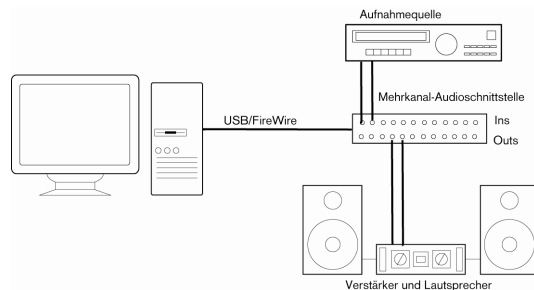 Aufnahmequelle
Mehrkanal-Audioschnittstelle
USB/FireWire
Ins
Outs
Verstärker und Lautsprecher